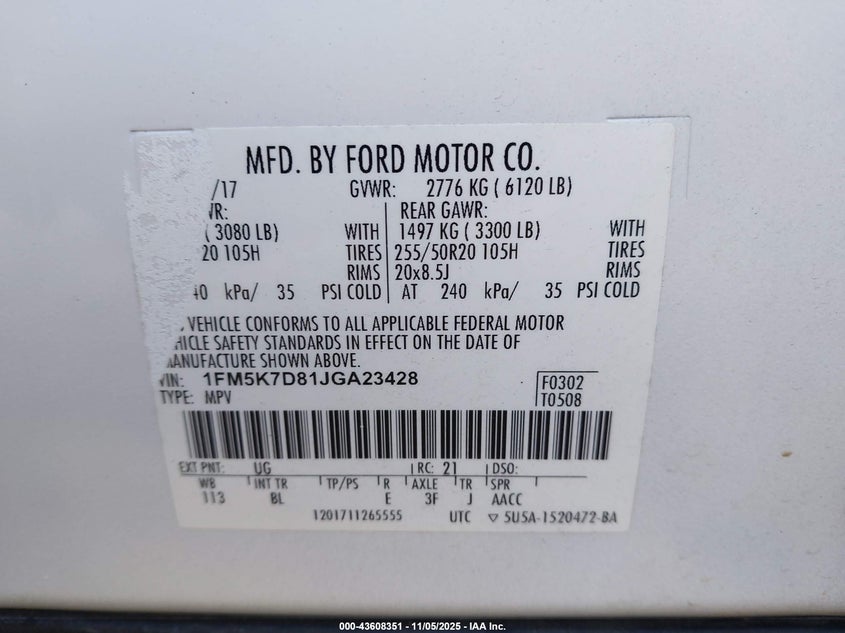 MFD. BY FORD MOTOR CO.
/17 GVWR: 2776 KG ( 6120 LB)
WR: REAR GAWR:
( 3080 LB) WITH 1497 KG ( 3300 LB) WITH
20 105H TIRES 255/50R20 105H TIRES
RIMS 20x8.5J RIMS
40 kPa/ 35 PSI COLD AT 240 kPa/ 35 PSI COLD
VEHICLE CONFORMS TO ALL APPLICABLE FEDERAL MOTOR
HICLE SAFETY STANDARDS IN EFFECT ON THE DATE OF
MANUFACTURE SHOWN ABOVE.
VIN: 1FM5K7D81JGA23428 F0302
TYPE: MPV T0508
EXT PNT: UG RC: 21 DSO:
WB INT TR TP/PS R AXLE TR SPR
113 BL E 3F J AACC
1201711265555 UTC ▽ 5U5A-1520472-BA
000-43608351 - 11/05/2025 - IAA Inc.